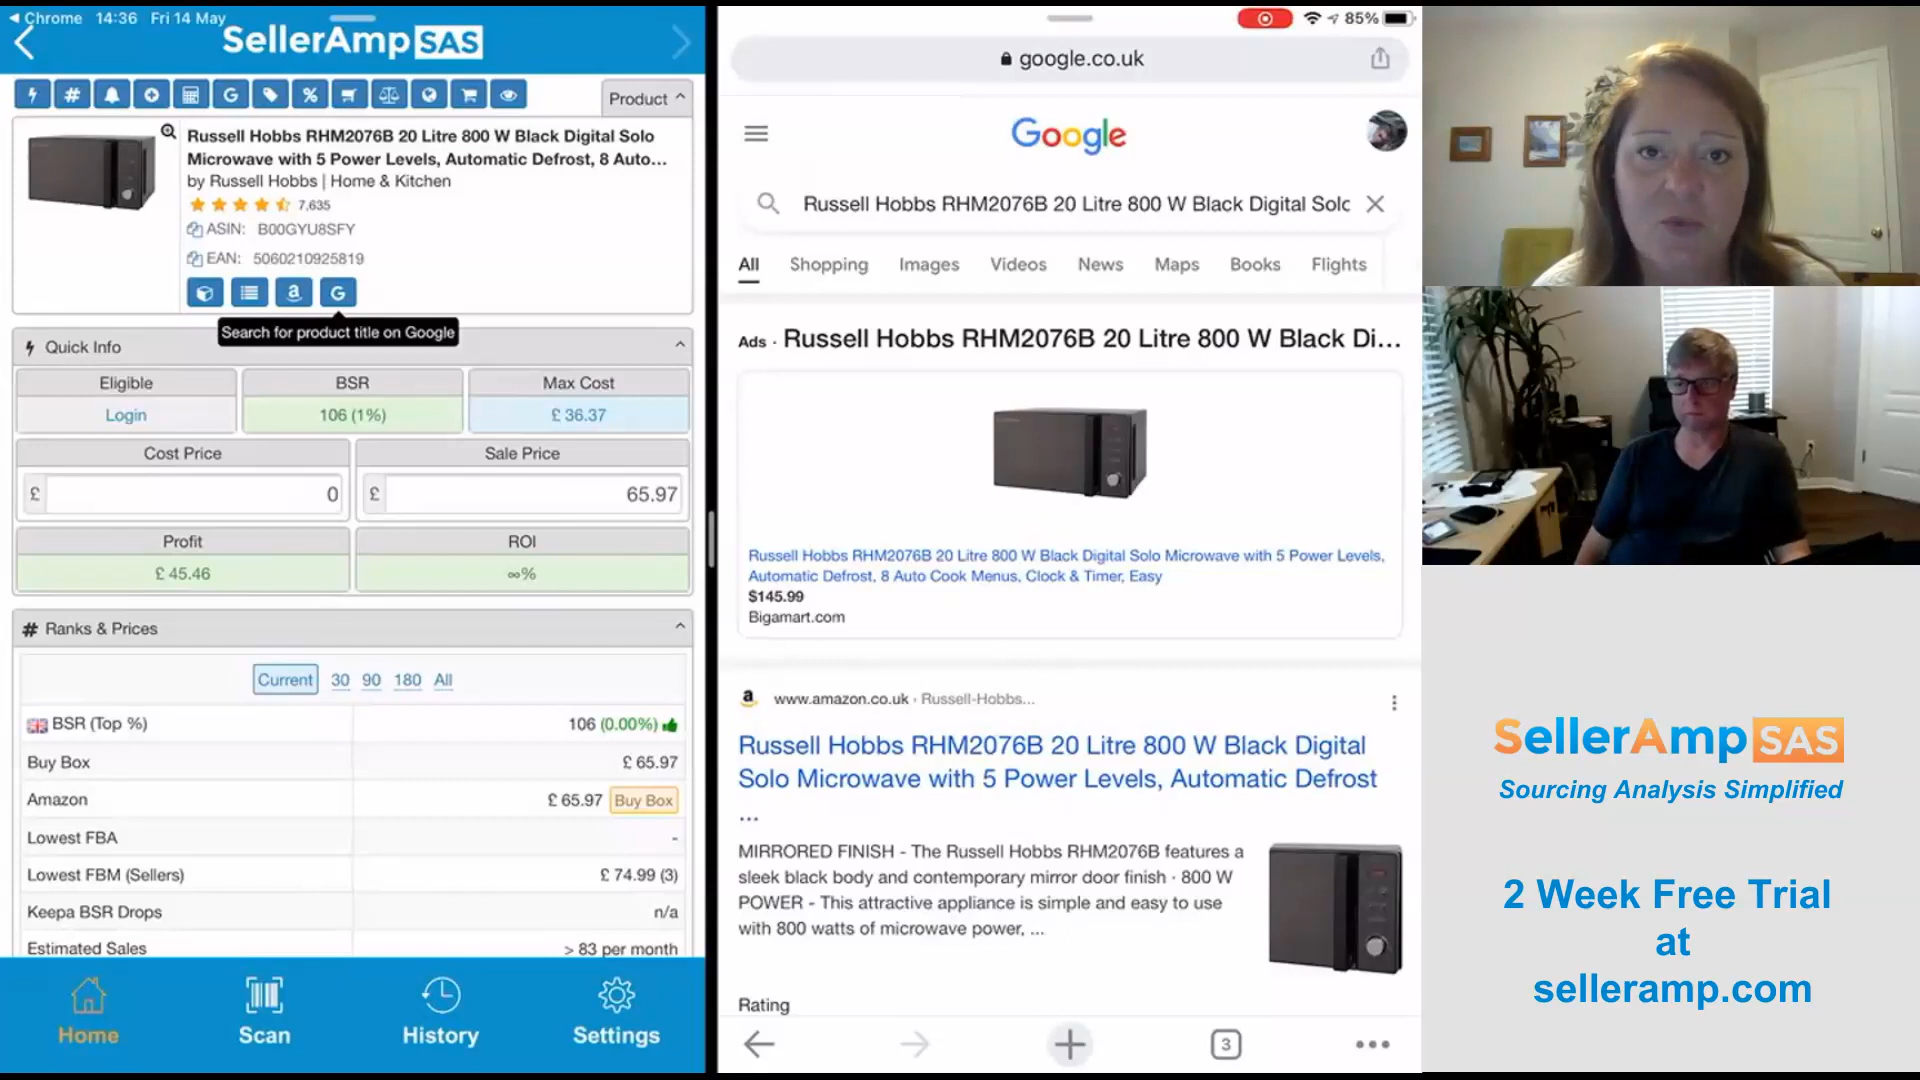 Chrome 14:36 Fri 14 May
SellerAmp SAS
Product
Russell Hobbs RHM2076B 20 Litre 800 W Black Digital Solo
Microwave with 5 Power Levels, Automatic Defrost, 8 Auto...
by Russell Hobbs | Home & Kitchen
7,635
ASIN: B00GYU8SFY
EAN: 5060210925819
Search for product title on Google
Quick Info
Eligible
BSR
Max Cost
Login
106 (1%)
£ 36.37
Cost Price
Sale Price
£ 0
£ 65.97
Profit
ROI
£ 45.46
∞%
# Ranks & Prices
Current 30 90 180 All
BSR (Top %) 106 (0.00%)
Buy Box £ 65.97
Amazon £ 65.97 Buy Box
Lowest FBA -
Lowest FBM (Sellers) £ 74.99 (3)
Keepa BSR Drops n/a
Estimated Sales > 83 per month
Home
Scan
History
Settings
85%
google.co.uk
Google
Russell Hobbs RHM2076B 20 Litre 800 W Black Digital Solo
All Shopping Images Videos News Maps Books Flights
Ads · Russell Hobbs RHM2076B 20 Litre 800 W Black Di...
Russell Hobbs RHM2076B 20 Litre 800 W Black Digital Solo Microwave with 5 Power Levels,
Automatic Defrost, 8 Auto Cook Menus, Clock & Timer, Easy
$145.99
Bigamart.com
www.amazon.co.uk · Russell-Hobbs...
Russell Hobbs RHM2076B 20 Litre 800 W Black Digital
Solo Microwave with 5 Power Levels, Automatic Defrost
...
MIRRORED FINISH - The Russell Hobbs RHM2076B features a
sleek black body and contemporary mirror door finish · 800 W
POWER - This attractive appliance is simple and easy to use
with 800 watts of microwave power, ...
Rating
3
SellerAmp SAS
Sourcing Analysis Simplified
2 Week Free Trial
at
selleramp.com